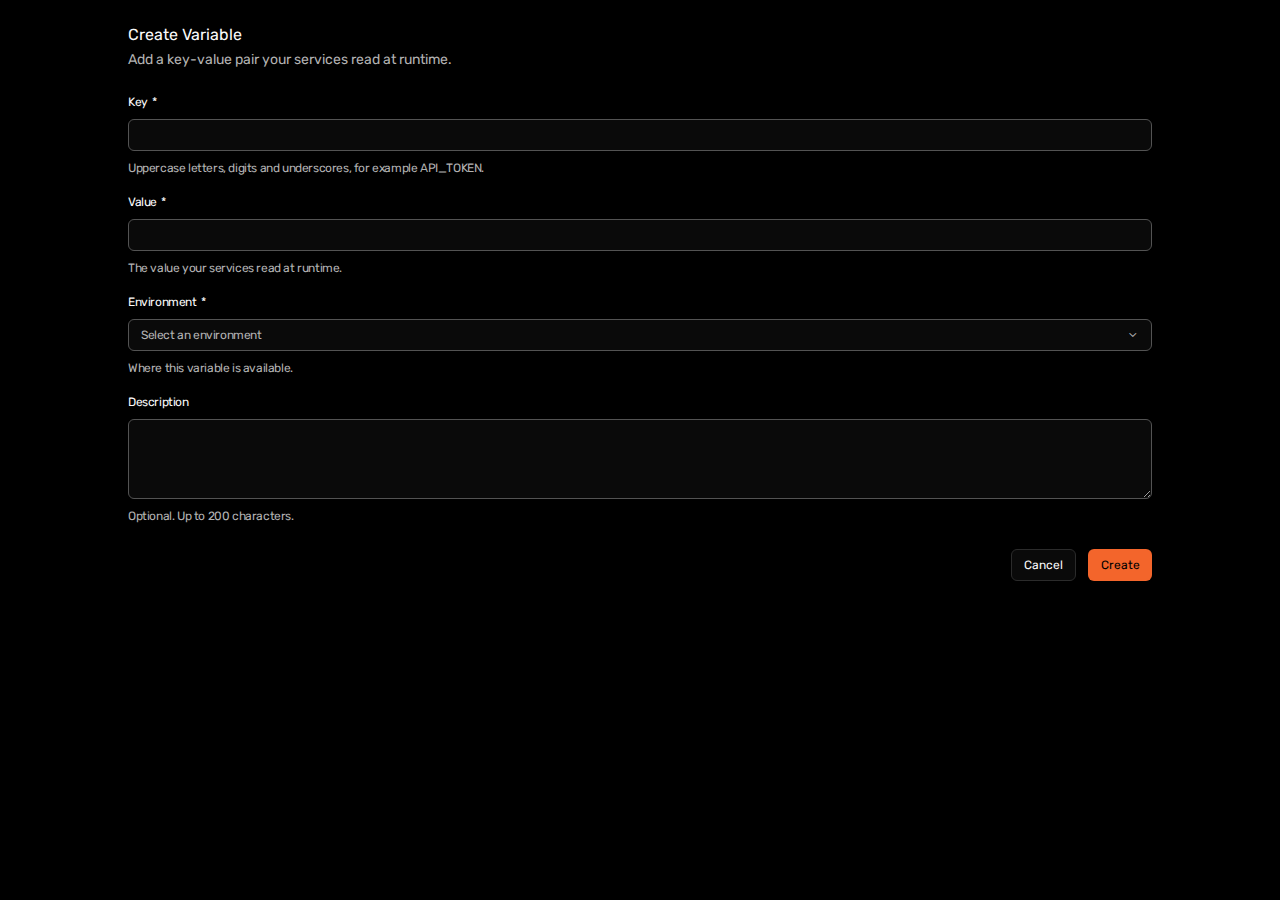 Create Variable
Add a key-value pair your services read at runtime.
Key *
Uppercase letters, digits and underscores, for example API_TOKEN.
Value *
The value your services read at runtime.
Environment *
Select an environment
Where this variable is available.
Description
Optional. Up to 200 characters.
Cancel Create